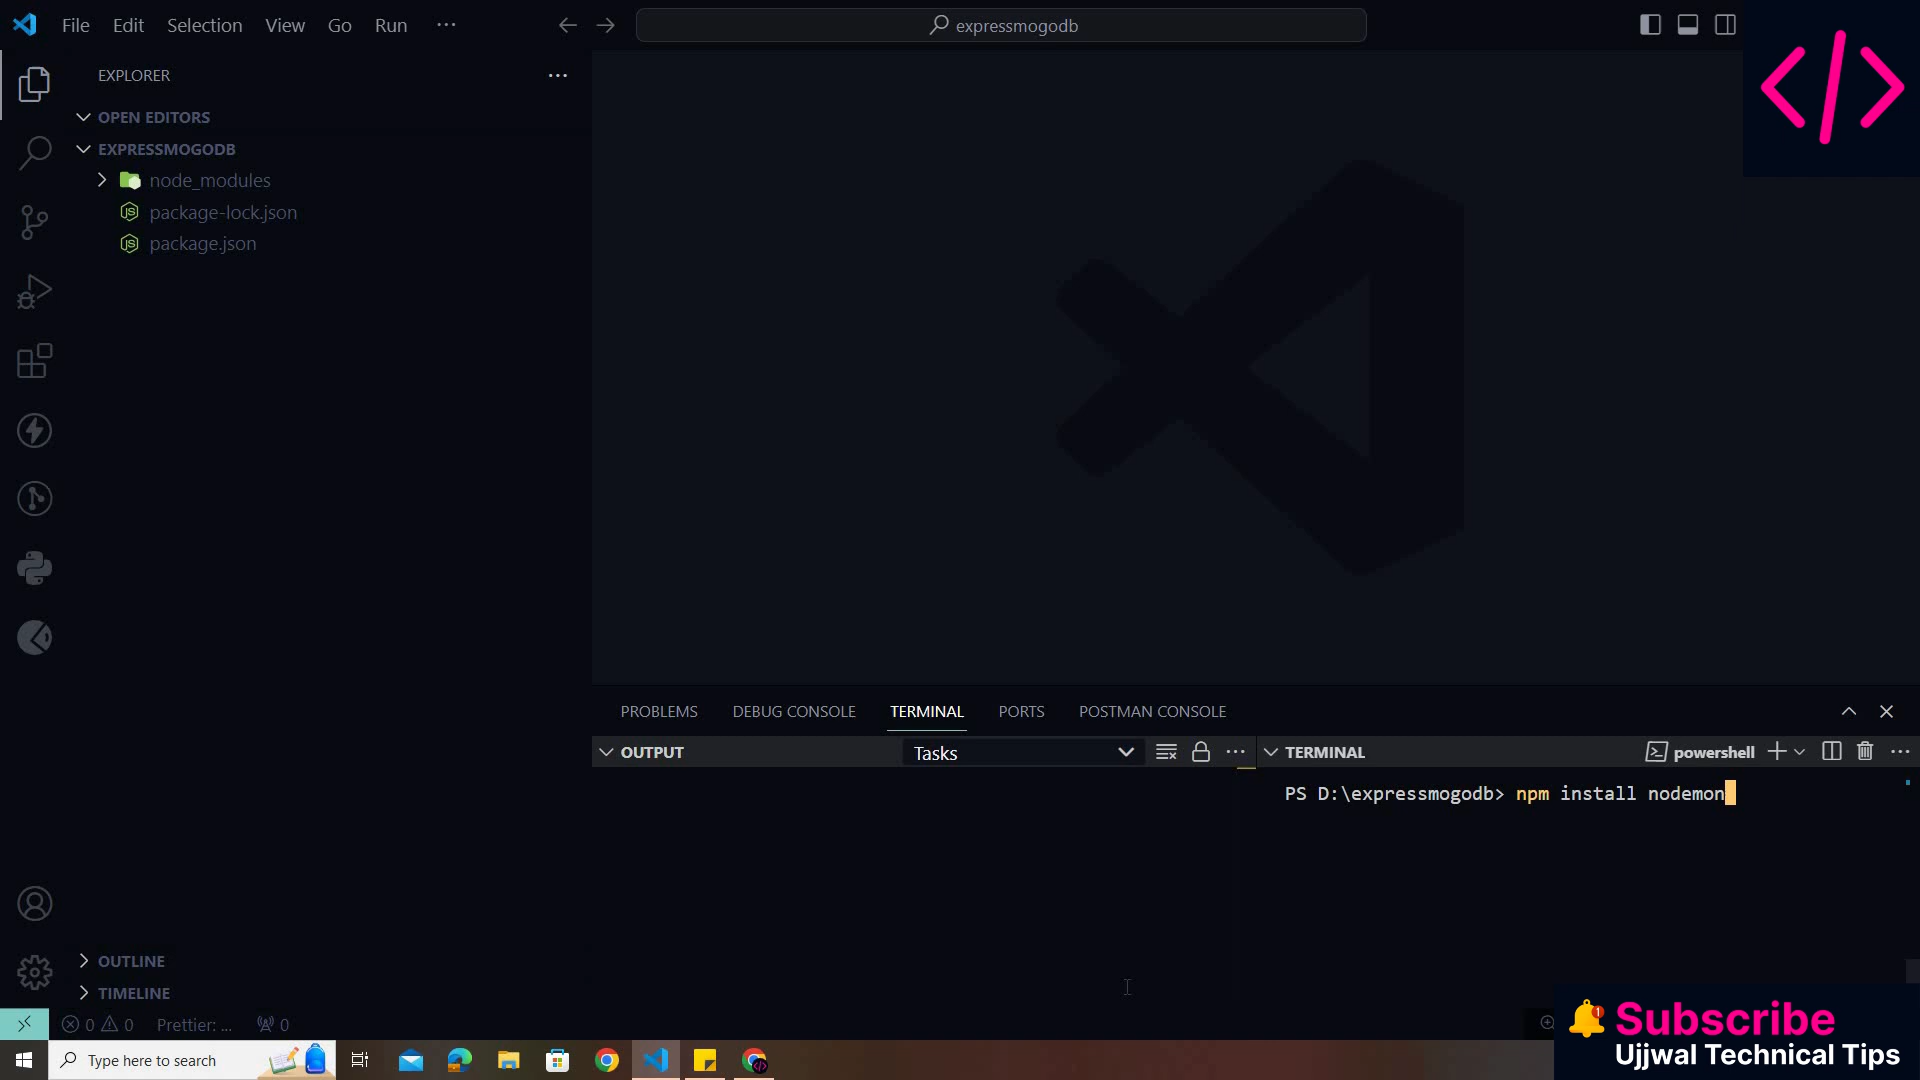 File Edit Selection View Go Run ···
expressmogodb
EXPLORER
OPEN EDITORS
EXPRESSMOGODB
node_modules
package-lock.json
package.json
OUTLINE
TIMELINE
PROBLEMS DEBUG CONSOLE TERMINAL PORTS POSTMAN CONSOLE
OUTPUT Tasks
TERMINAL powershell
PS D:\expressmogodb> npm install nodemon
0 0 Prettier: ... 0
Type here to search
Subscribe
Ujjwal Technical Tips